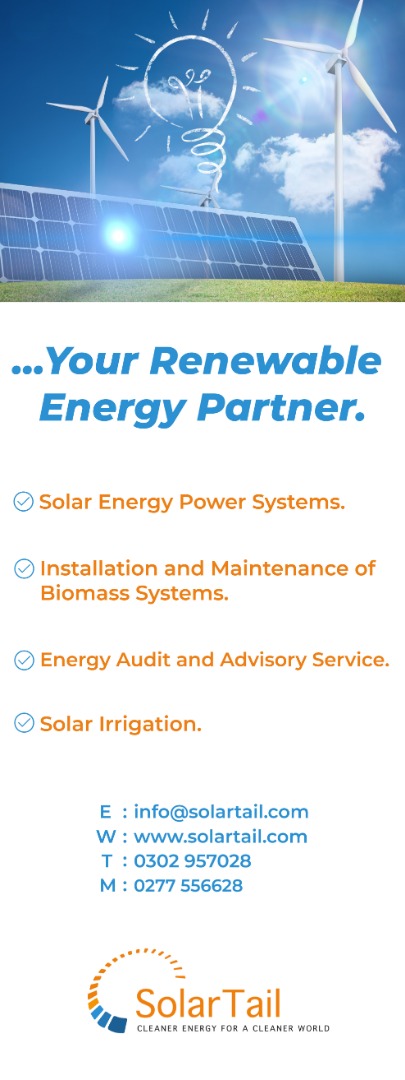 ...Your Renewable
Energy Partner.
Solar Energy Power Systems.
Installation and Maintenance of
Biomass Systems.
Energy Audit and Advisory Service.
Solar Irrigation.
E : info@solartail.com
W : www.solartail.com
T : 0302 957028
M : 0277 556628
SolarTail
CLEANER ENERGY FOR A CLEANER WORLD